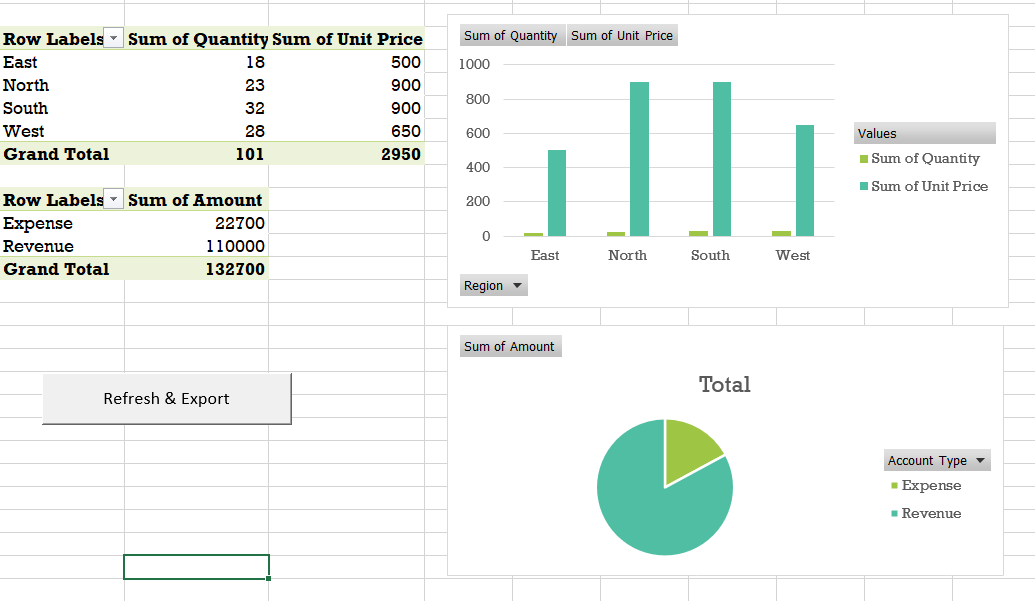 Row Labels Sum of Quantity Sum of Unit Price
East 18 500
North 23 900
South 32 900
West 28 650
Grand Total 101 2950
Row Labels Sum of Amount
Expense 22700
Revenue 110000
Grand Total 132700
Refresh & Export
Sum of Quantity Sum of Unit Price
1000
800
600
400
200
0
East North South West
Values
Sum of Quantity
Sum of Unit Price
Region
Sum of Amount
Total
Account Type
Expense
Revenue